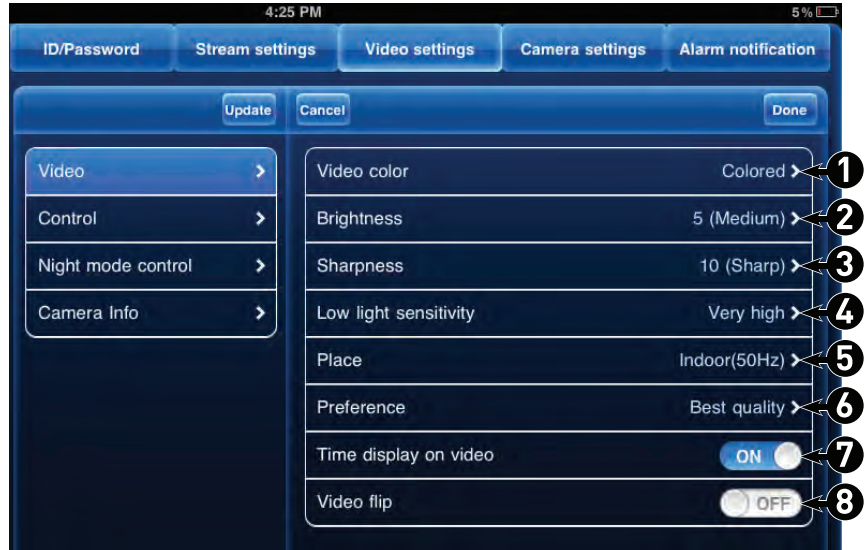 4:25 PM 5%
ID/Password Stream settings Video settings Camera settings Alarm notification
Update Cancel Done
Video
Control
Night mode control
Camera Info
Video color Colored 1
Brightness 5 (Medium) 2
Sharpness 10 (Sharp) 3
Low light sensitivity Very high 4
Place Indoor(50Hz) 5
Preference Best quality 6
Time display on video ON 7
Video flip OFF 8